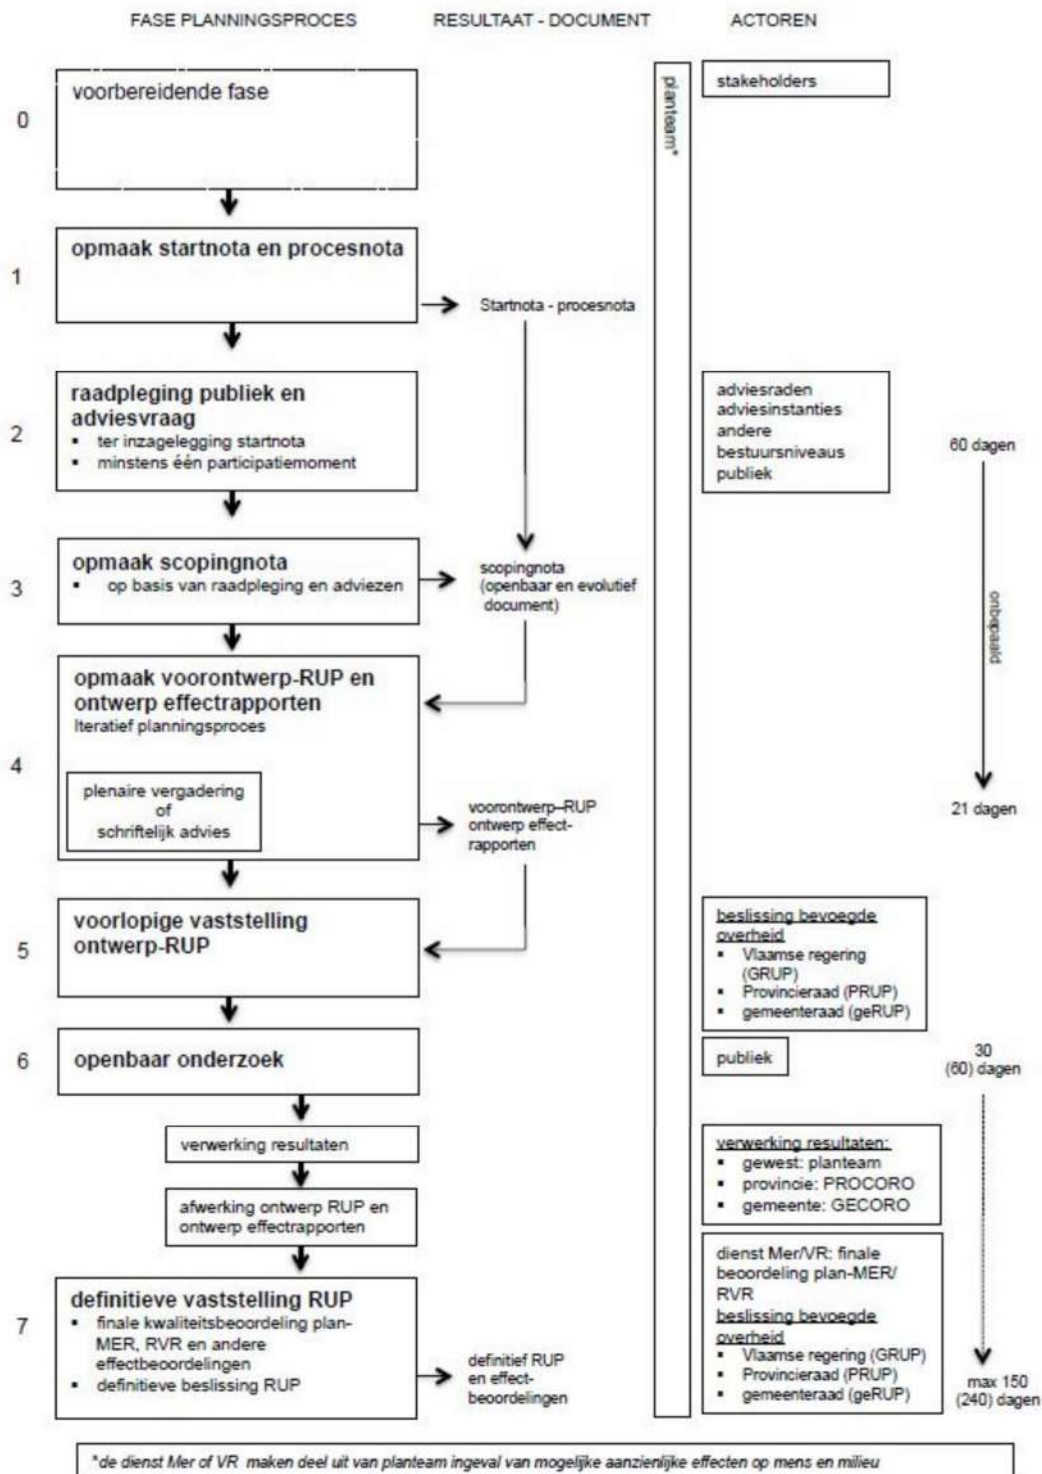 FASE PLANNINGSPROCES
RESULTAAT - DOCUMENT
ACTOREN
0
voorbereidende fase
planteam*
stakeholders
1
opmaak startnota en procesnota
Startnota - procesnota
2
raadpleging publiek en
adviesvraag
▪ ter inzagelegging startnota
▪ minstens één participatiemoment
adviesraden
adviesinstanties
andere
bestuursniveaus
publiek
60 dagen
3
opmaak scopingnota
▪ op basis van raadpleging en adviezen
scopingnota
(openbaar en evolutief
document)
onbepaald
4
opmaak voorontwerp-RUP en
ontwerp effectrapporten
Iteratief planningsproces
plenaire vergadering
of
schriftelijk advies
voorontwerp–RUP
ontwerp effect-
rapporten
21 dagen
5
voorlopige vaststelling
ontwerp-RUP
beslissing bevoegde
overheid
▪ Vlaamse regering
(GRUP)
▪ Provincieraad (PRUP)
▪ gemeenteraad (geRUP)
6
openbaar onderzoek
publiek
30
(60) dagen
verwerking resultaten
verwerking resultaten:
▪ gewest: planteam
▪ provincie: PROCORO
▪ gemeente: GECORO
afwerking ontwerp RUP en
ontwerp effectrapporten
7
definitieve vaststelling RUP
▪ finale kwaliteitsbeoordeling plan-
MER, RVR en andere
effectbeoordelingen
▪ definitieve beslissing RUP
definitief RUP
en effect-
beoordelingen
dienst Mer/VR: finale
beoordeling plan-MER/
RVR
beslissing bevoegde
overheid
▪ Vlaamse regering (GRUP)
▪ Provincieraad (PRUP)
▪ gemeenteraad (geRUP)
max 150
(240) dagen
*de dienst Mer of VR maken deel uit van planteam ingeval van mogelijke aanzienlijke effecten op mens en milieu